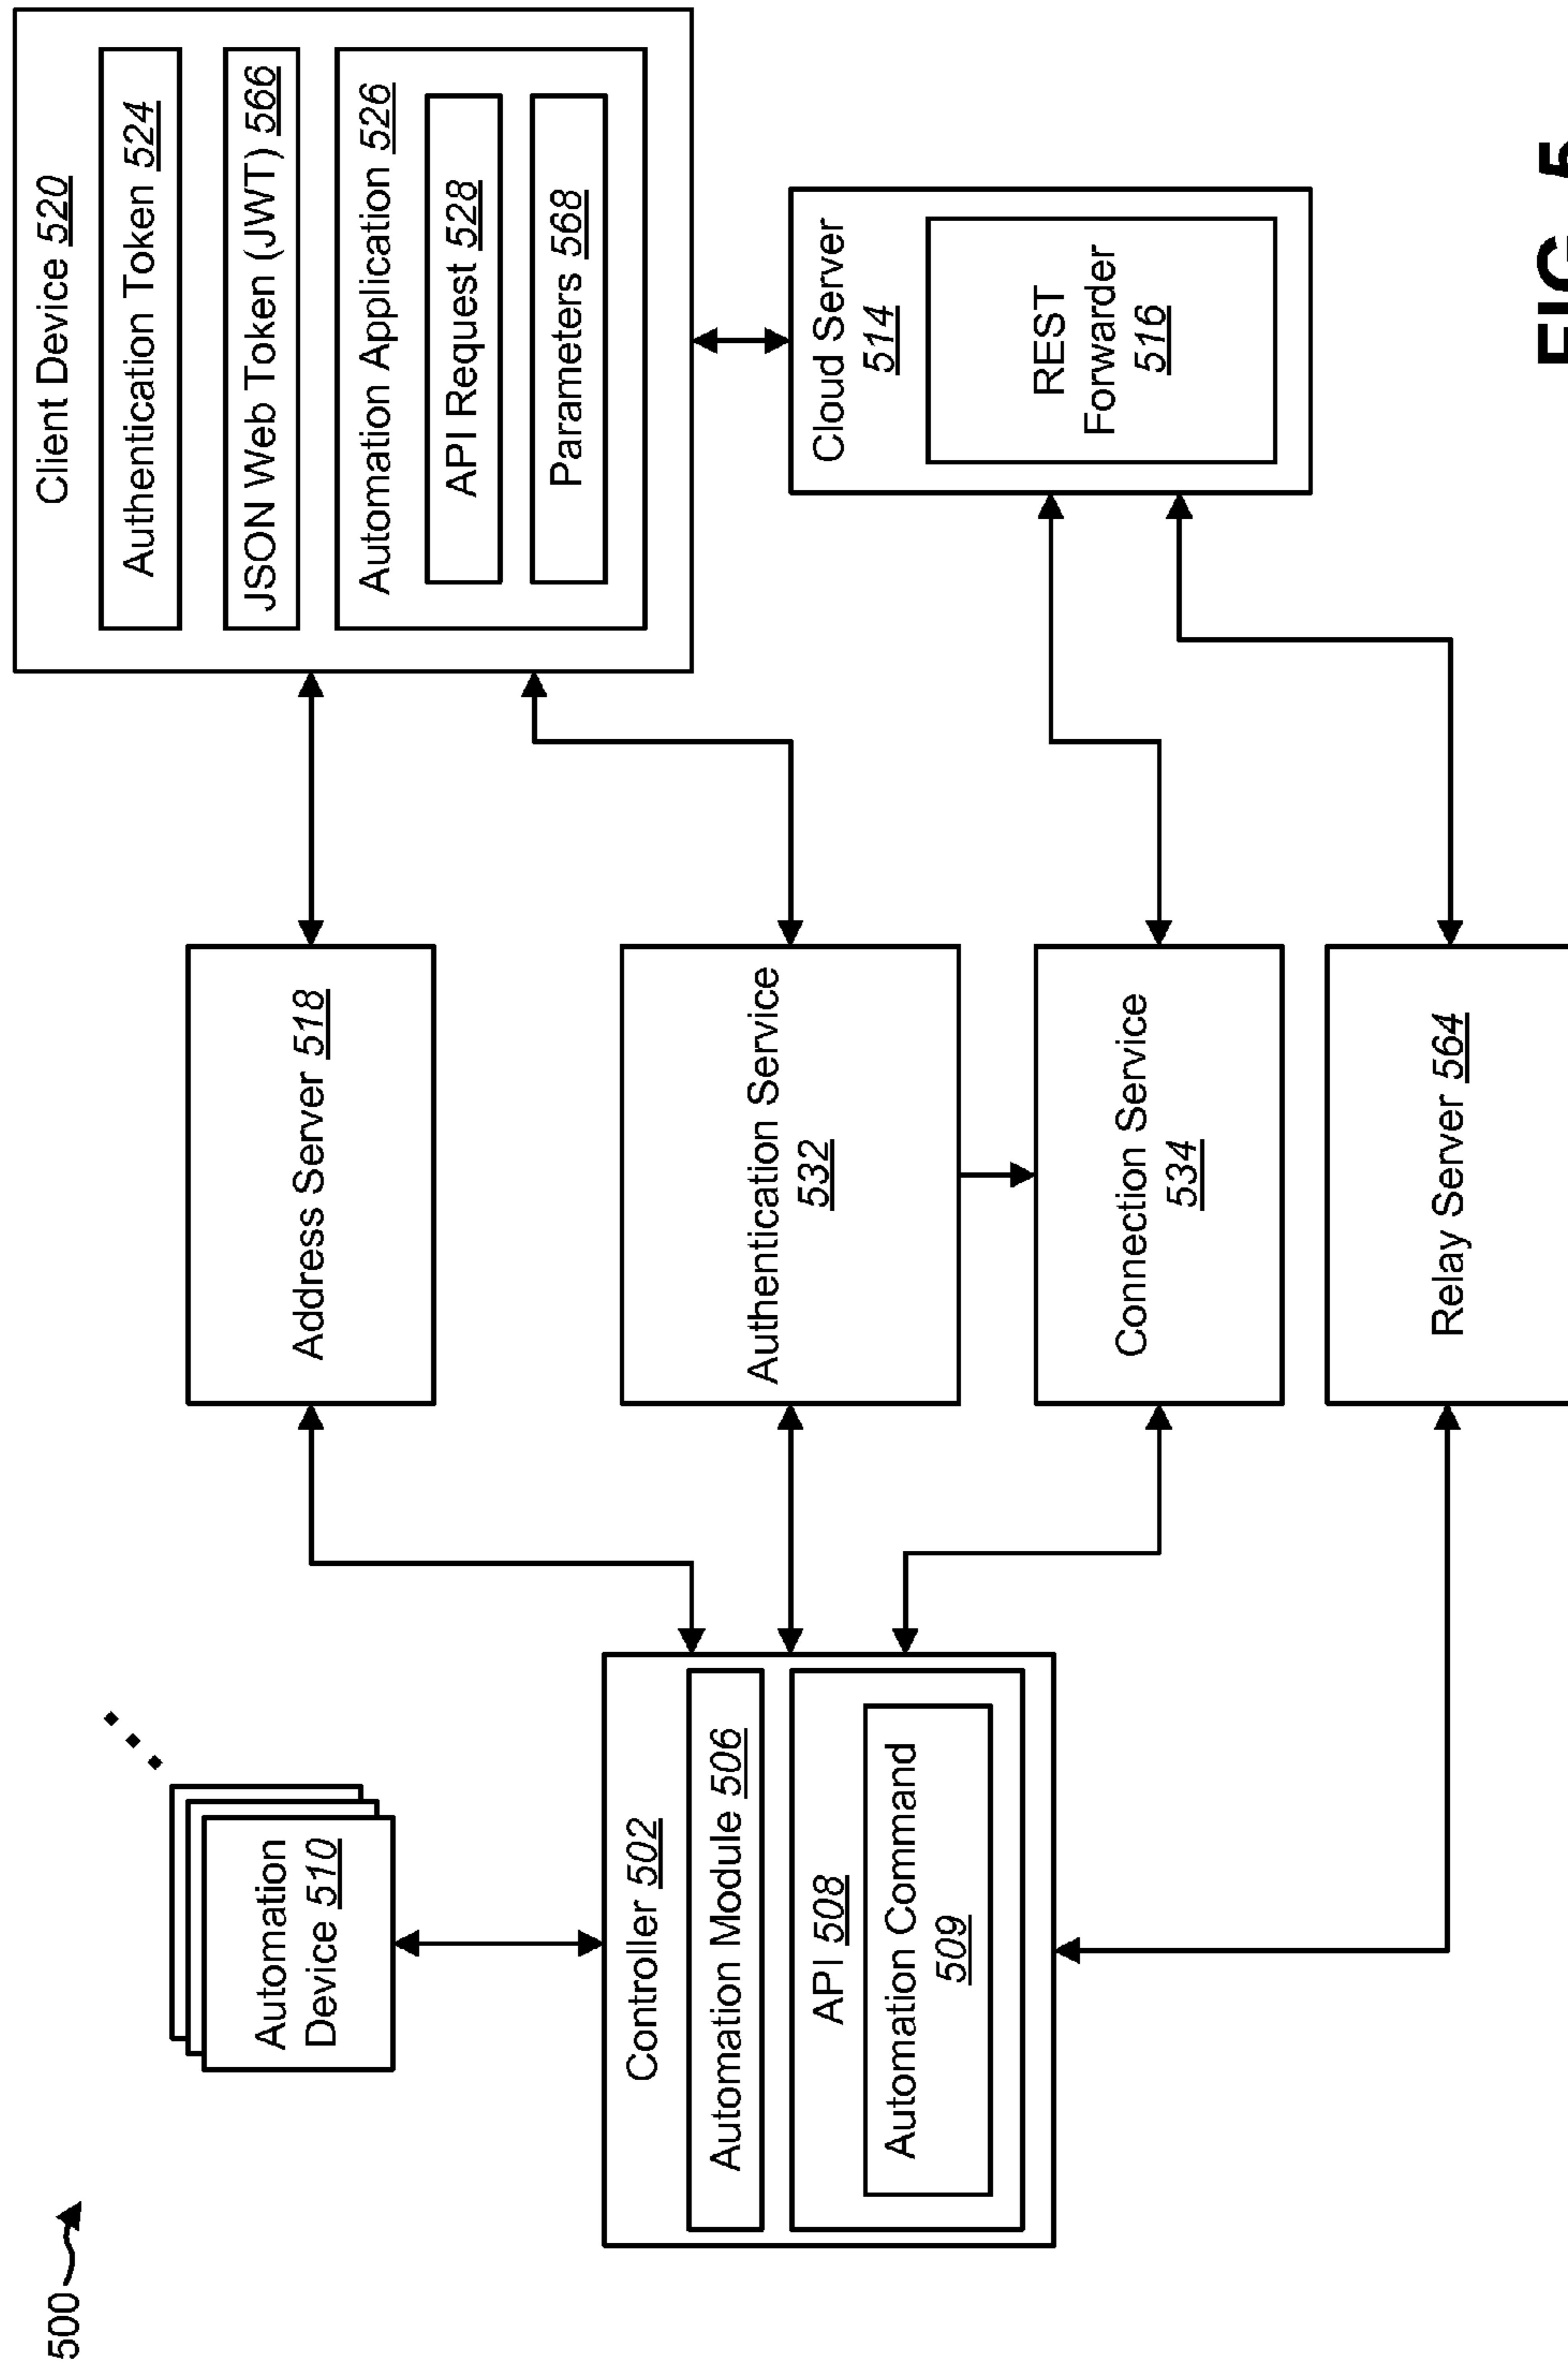 500
Automation
Device 510
Controller 502
Automation Module 506
API 508
Automation Command
509
Address Server 518
Authentication Service
532
Connection Service
534
Relay Server 564
Client Device 520
Authentication Token 524
JSON Web Token (JWT) 566
Automation Application 526
API Request 528
Parameters 568
Cloud Server
514
REST
Forwarder
516
FIG. 5